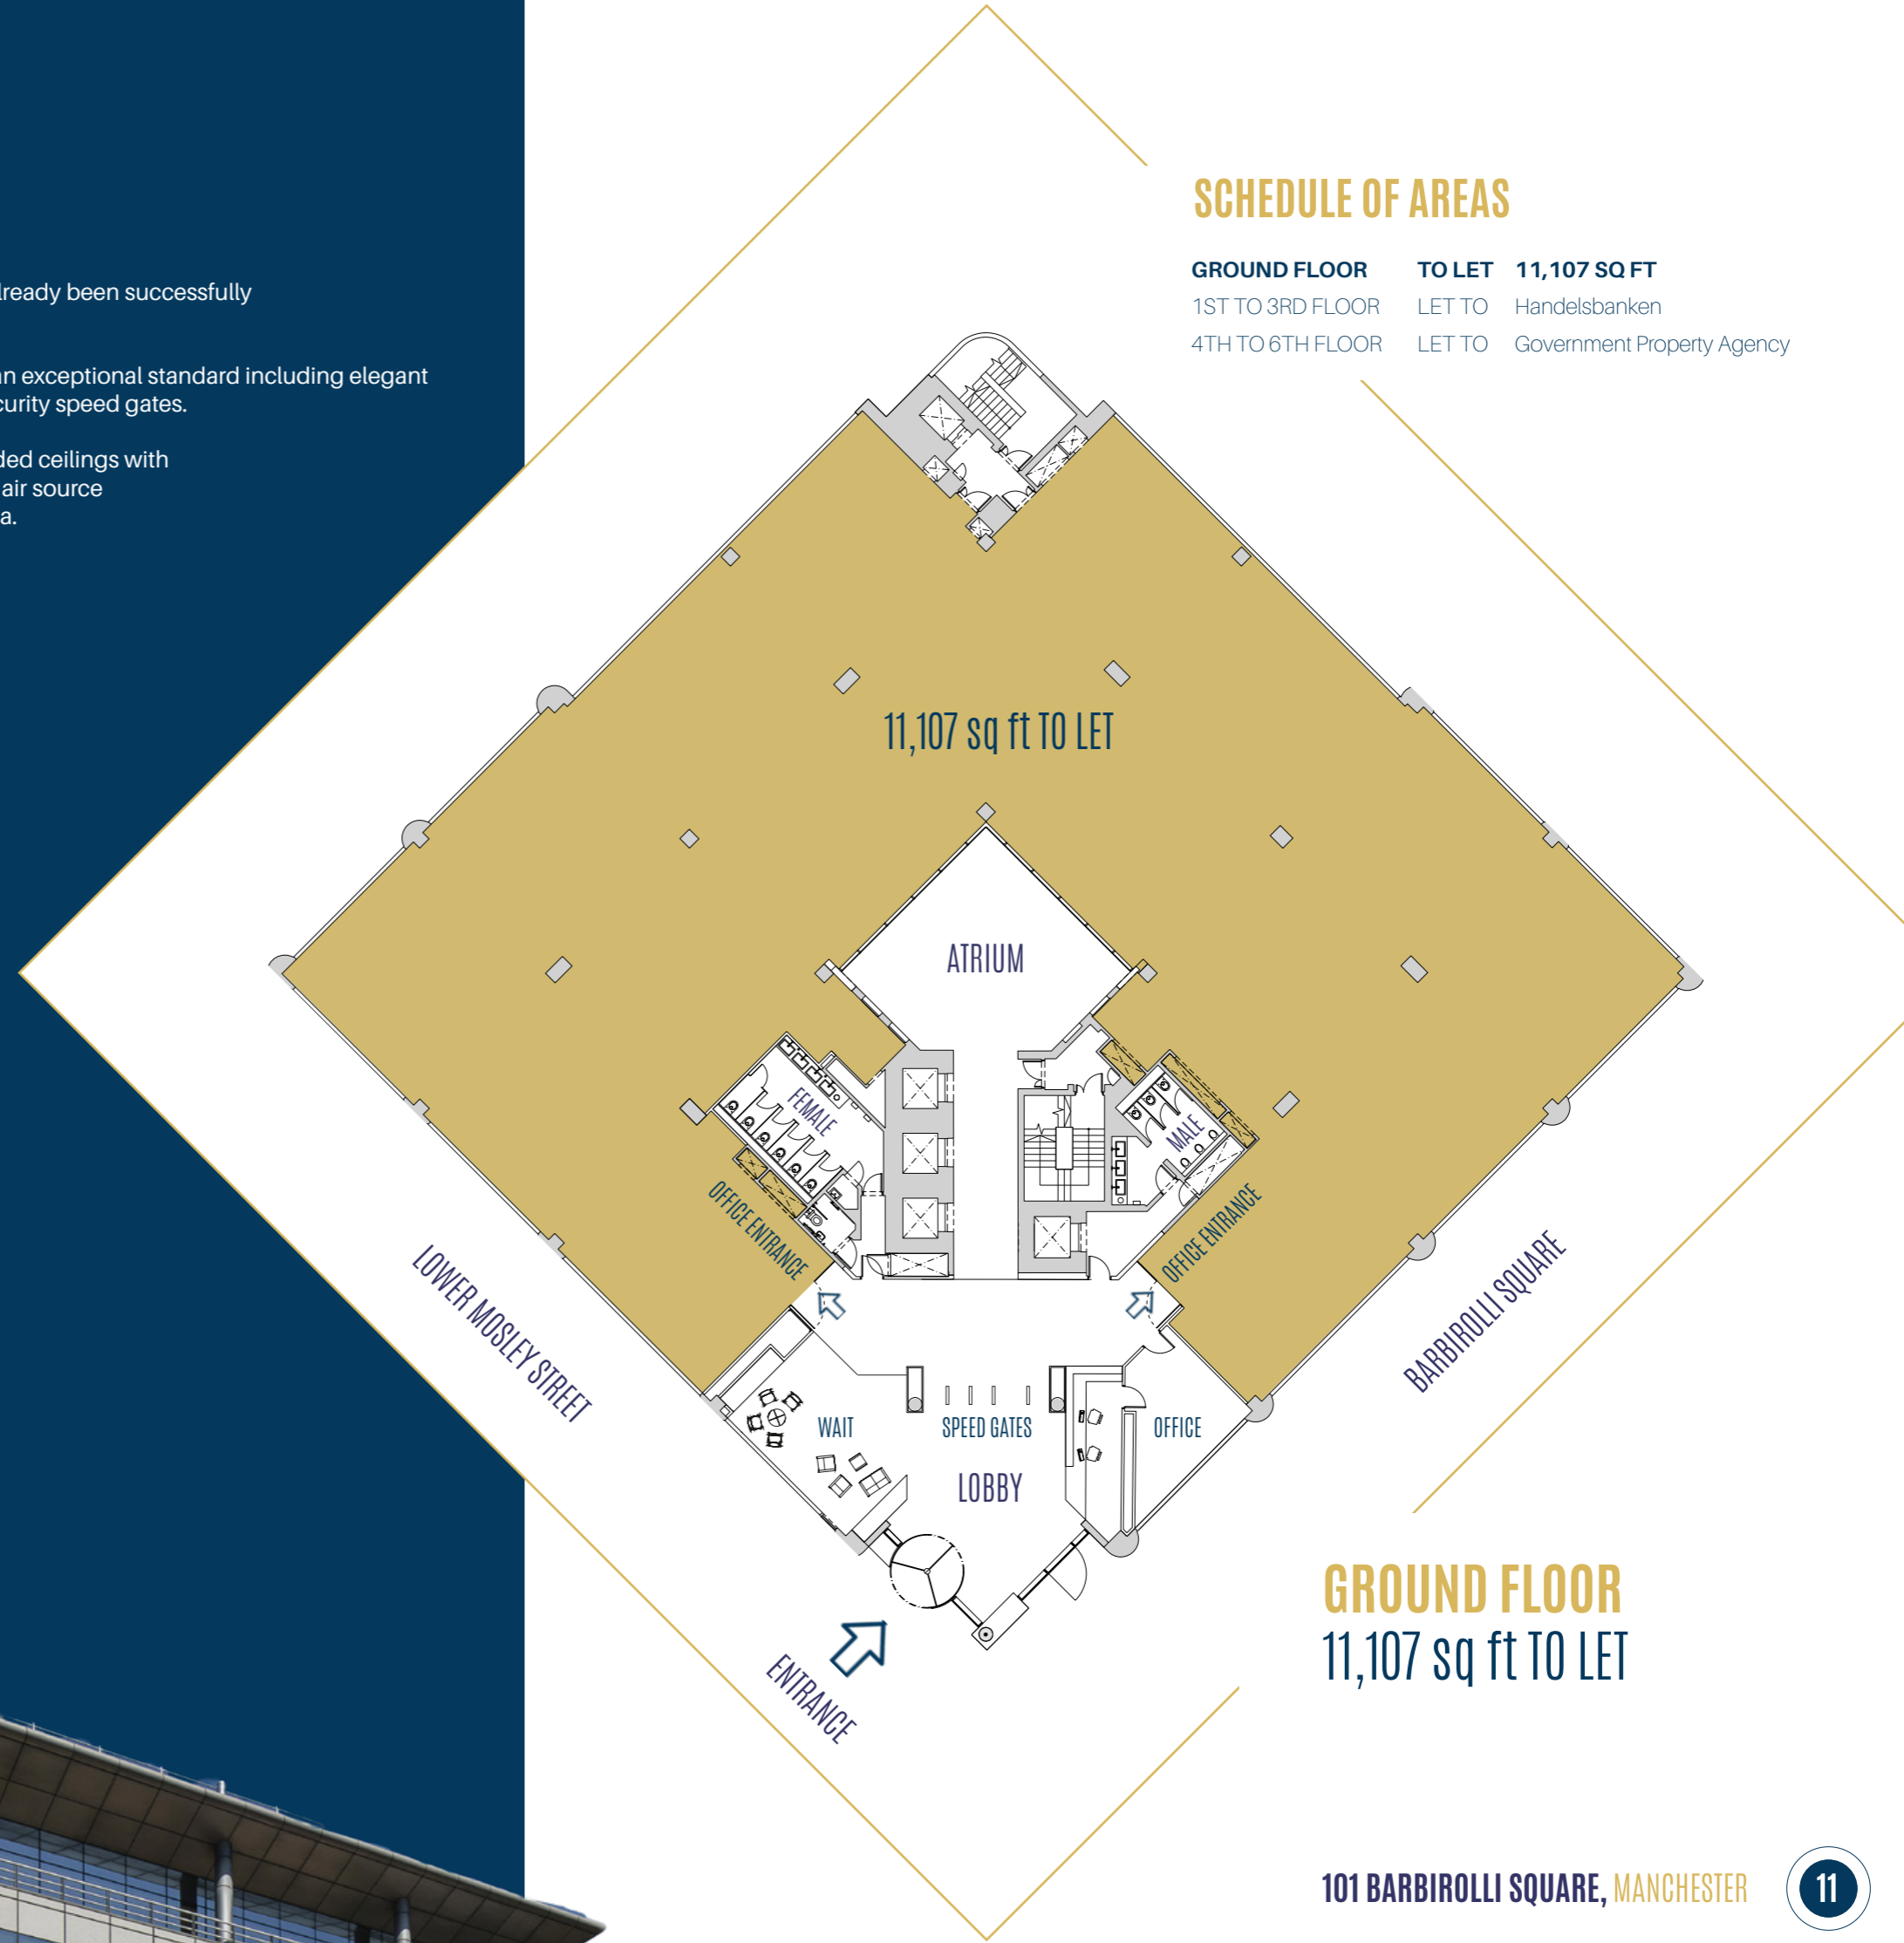 lready been successfully
an exceptional standard including elegant
curity speed gates.
ded ceilings with
air source
a.
SCHEDULE OF AREAS
GROUND FLOOR TO LET 11,107 SQ FT
1ST TO 3RD FLOOR LET TO Handelsbanken
4TH TO 6TH FLOOR LET TO Government Property Agency
11,107 sq ft TO LET
ATRIUM
FEMALE
MALE
OFFICE ENTRANCE
OFFICE ENTRANCE
LOWER MOSLEY STREET
BARBIROLLI SQUARE
WAIT
SPEED GATES
OFFICE
LOBBY
ENTRANCE
GROUND FLOOR
11,107 sq ft TO LET
101 BARBIROLLI SQUARE, MANCHESTER
11